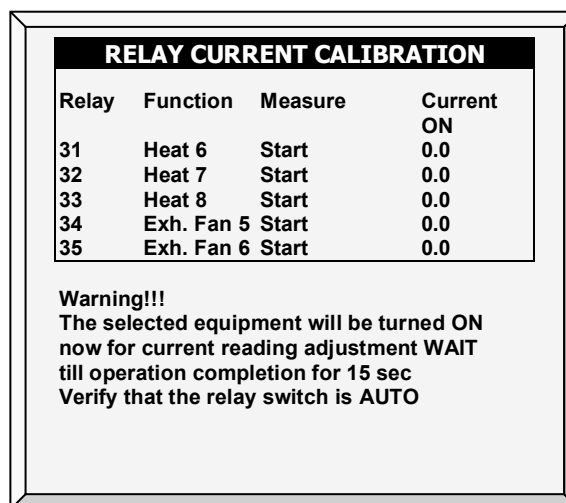 RELAY CURRENT CALIBRATION
Relay Function Measure Current
ON
31 Heat 6 Start 0.0
32 Heat 7 Start 0.0
33 Heat 8 Start 0.0
34 Exh. Fan 5 Start 0.0
35 Exh. Fan 6 Start 0.0
Warning!!!
The selected equipment will be turned ON
now for current reading adjustment WAIT
till operation completion for 15 sec
Verify that the relay switch is AUTO